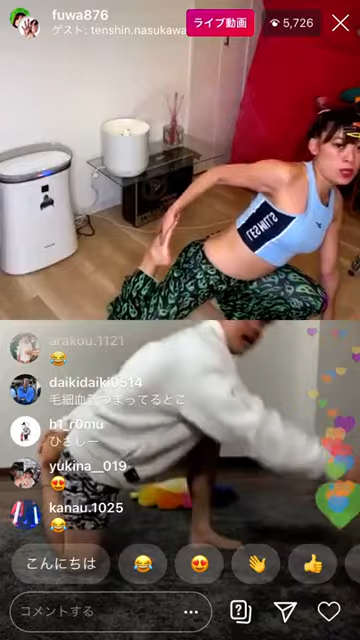 fuwa876
ゲスト: tenshin.nasukawa
ライブ動画
5,726
arakou.1121
😂
daikidaiki0514
毛細血管つまってるとこ
b1_r0mu
ひさしー
yukina__019
😍
kanau.1025
😂
こんにちは
😂 😍 👋 👍
コメントする